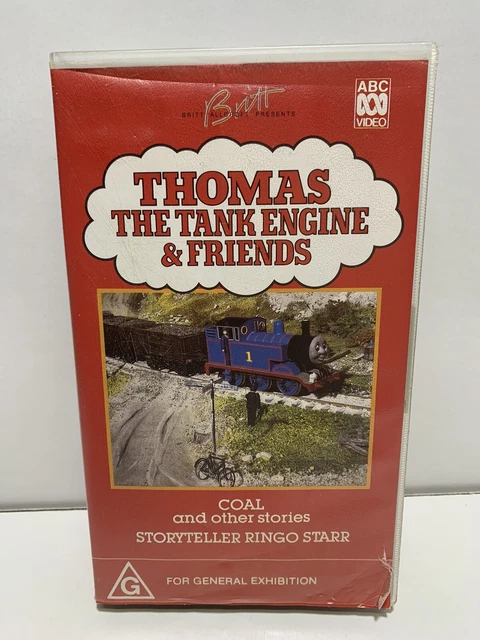 Britt
BRITT ALLCROFT PRESENTS
ABC
VIDEO
THOMAS
THE TANK ENGINE
& FRIENDS
1
COAL
and other stories
STORYTELLER RINGO STARR
G
FOR GENERAL EXHIBITION